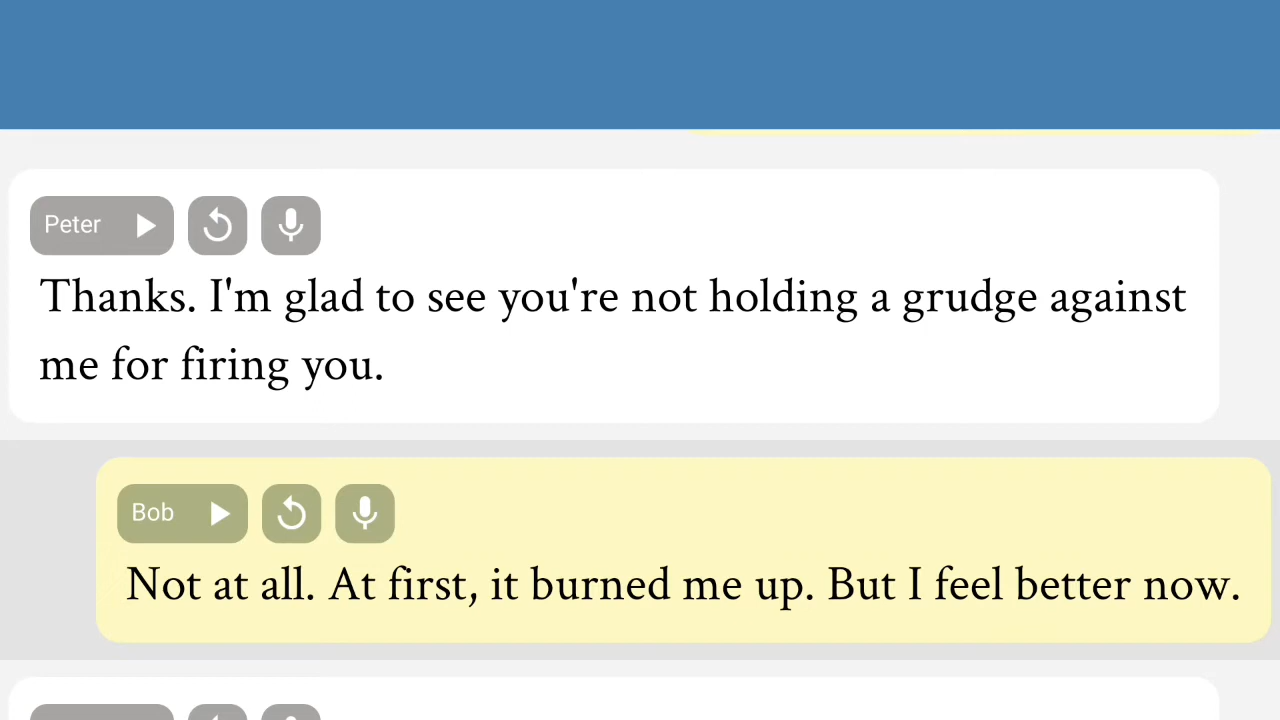 Peter
Thanks. I'm glad to see you're not holding a grudge against
me for firing you.
Bob
Not at all. At first, it burned me up. But I feel better now.